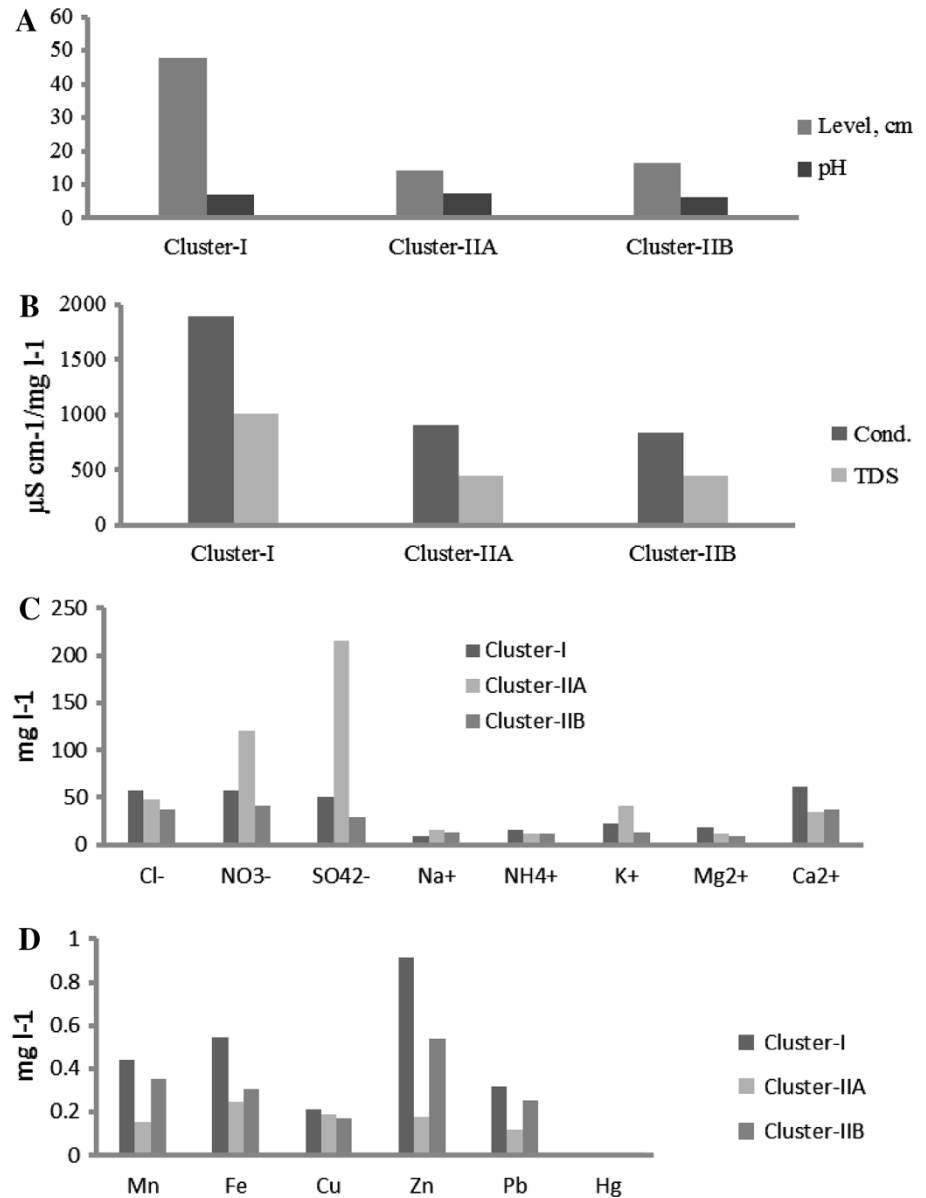 A
60
50
40
30
20
10
0
Cluster-I Cluster-IIA Cluster-IIB
Level, cm
pH
B
2000
1500
1000
500
0
µS cm-1/mg l-1
Cluster-I Cluster-IIA Cluster-IIB
Cond.
TDS
C
250
200
150
100
50
0
mg l-1
Cluster-I
Cluster-IIA
Cluster-IIB
Cl- NO3- SO42- Na+ NH4+ K+ Mg2+ Ca2+
D
1
0.8
0.6
0.4
0.2
0
mg l-1
Mn Fe Cu Zn Pb Hg
Cluster-I
Cluster-IIA
Cluster-IIB